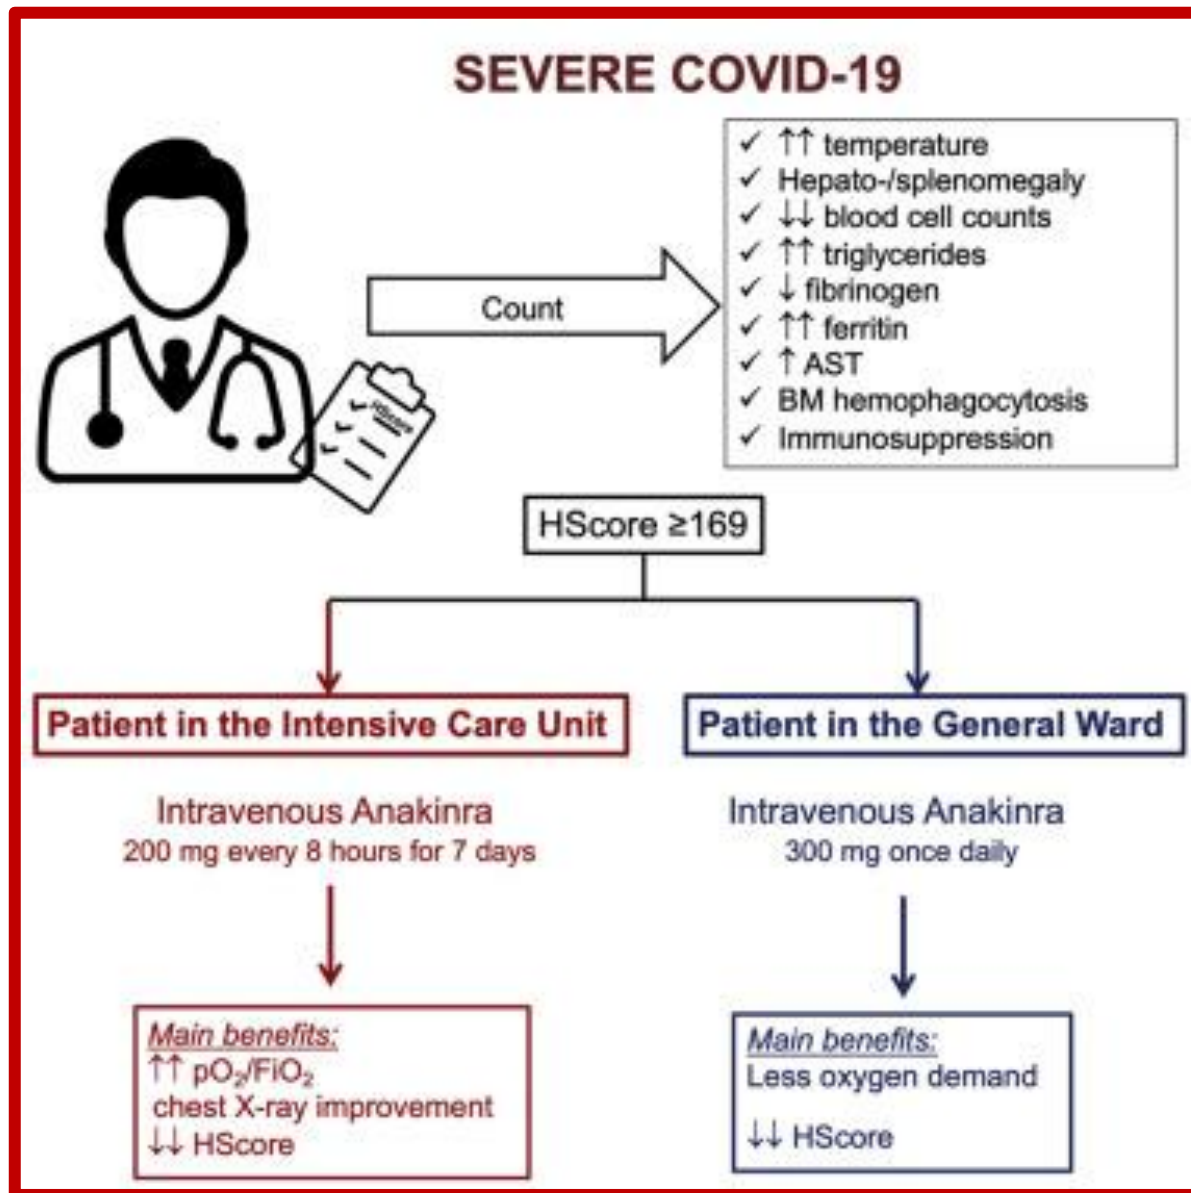 SEVERE COVID-19
✓ ↑↑ temperature
✓ Hepato-/splenomegaly
✓ ↓↓ blood cell counts
✓ ↑↑ triglycerides
✓ ↓ fibrinogen
✓ ↑↑ ferritin
✓ ↑ AST
✓ BM hemophagocytosis
✓ Immunosuppression
Count
HScore
HScore ≥169
Patient in the Intensive Care Unit
Intravenous Anakinra
200 mg every 8 hours for 7 days
Main benefits:
↑↑ pO₂/FiO₂
chest X-ray improvement
↓↓ HScore
Patient in the General Ward
Intravenous Anakinra
300 mg once daily
Main benefits:
Less oxygen demand
↓↓ HScore